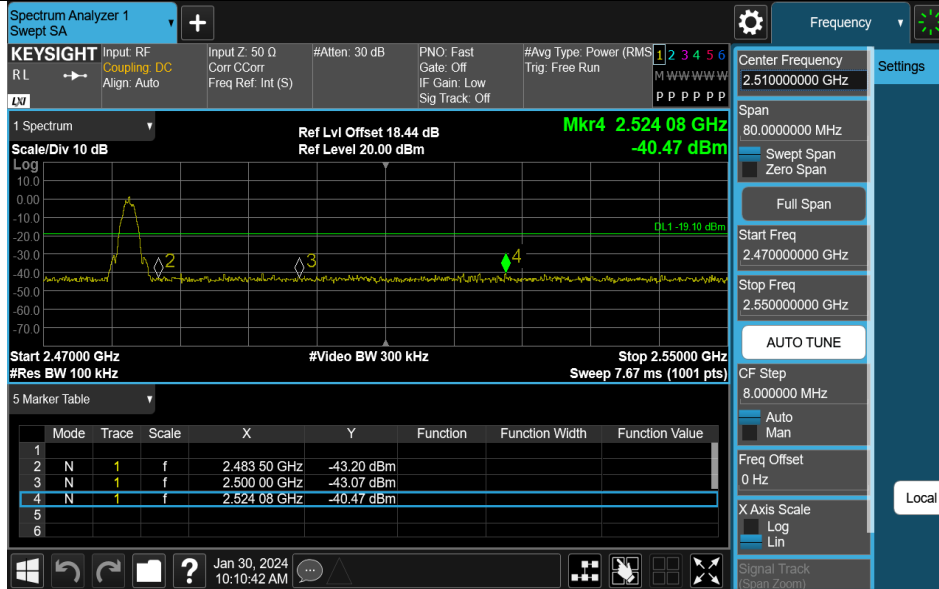 Spectrum Analyzer 1
Swept SA
Frequency
KEYSIGHT
R L
LXI
Input: RF
Coupling: DC
Align: Auto
Input Z: 50 Ω
Corr CCorr
Freq Ref: Int (S)
#Atten: 30 dB
PNO: Fast
Gate: Off
IF Gain: Low
Sig Track: Off
#Avg Type: Power (RMS
Trig: Free Run
1 2 3 4 5 6
M W W W W W
P P P P P P
1 Spectrum
Scale/Div 10 dB
Ref Lvl Offset 18.44 dB
Ref Level 20.00 dBm
Mkr4 2.524 08 GHz
-40.47 dBm
Log
10.0
0.00
-10.0
-20.0
-30.0
-40.0
-50.0
-60.0
-70.0
DL1 -19.10 dBm
2
3
4
Start 2.47000 GHz
#Video BW 300 kHz
Stop 2.55000 GHz
#Res BW 100 kHz
Sweep 7.67 ms (1001 pts)
5 Marker Table
Mode Trace Scale X Y Function Function Width Function Value
1
2 N 1 f 2.483 50 GHz -43.20 dBm
3 N 1 f 2.500 00 GHz -43.07 dBm
4 N 1 f 2.524 08 GHz -40.47 dBm
5
6
?
Jan 30, 2024
10:10:42 AM
Center Frequency
2.510000000 GHz
Span
80.0000000 MHz
Swept Span
Zero Span
Full Span
Start Freq
2.470000000 GHz
Stop Freq
2.550000000 GHz
AUTO TUNE
CF Step
8.000000 MHz
Auto
Man
Freq Offset
0 Hz
X Axis Scale
Log
Lin
Signal Track
(Span Zoom)
Settings
Local